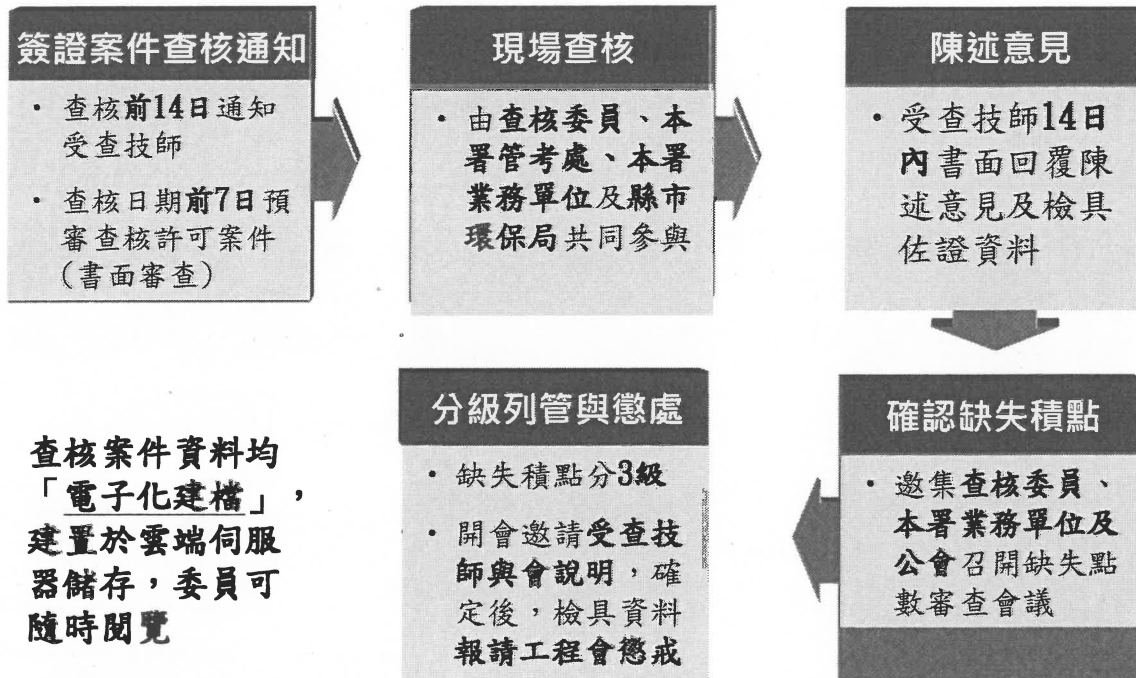 簽證案件查核通知
• 查核前14日通知
受查技師
• 查核日期前7日預
審查核許可案件
(書面審查)
現場查核
• 由查核委員、本
署管考處、本署
業務單位及縣市
環保局共同參與
陳述意見
• 受查技師14日
內書面回覆陳
述意見及檢具
佐證資料
確認缺失積點
• 邀集查核委員、
本署業務單位及
公會召開缺失點
數審查會議
分級列管與懲處
• 缺失積點分3級
• 開會邀請受查技
師與會說明，確
定後，檢具資料
報請工程會懲戒
查核案件資料均
「電子化建檔」，
建置於雲端伺服
器儲存，委員可
隨時閱覽